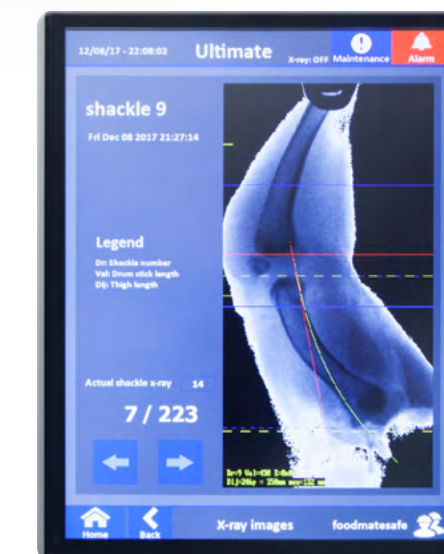 12/08/17 - 22:08:02
Ultimate
X-ray: OFF
Maintenance
Alarm
shackle 9
Fri Dec 08 2017 21:27:14
Legend
Dr: Shackle number
Val: Drum stick length
Dij: Thigh length
Actual shackle x-ray 14
7 / 223
Home
Back
X-ray images
foodmatesafe